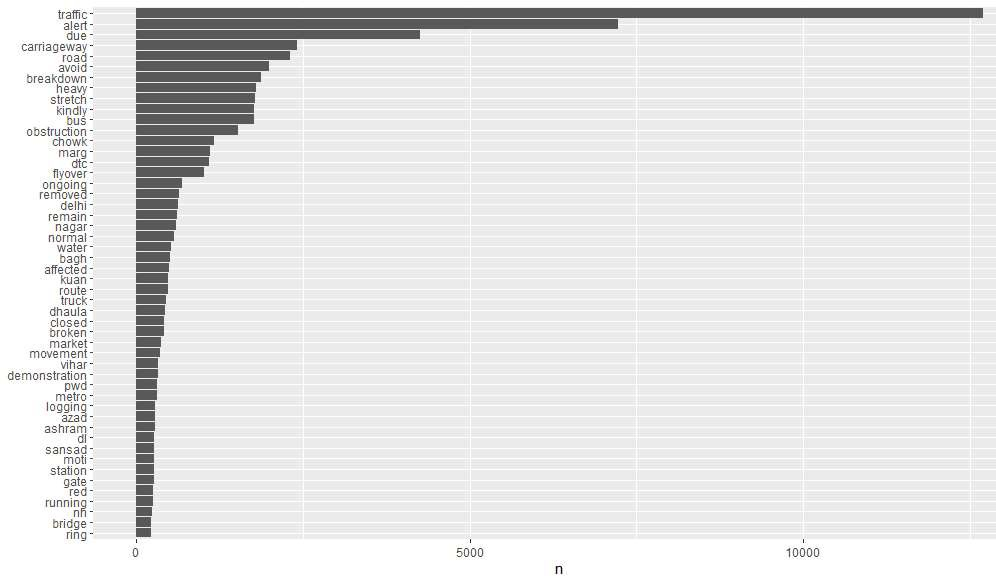 traffic
alert
due
carriageway
road
avoid
breakdown
heavy
stretch
kindly
bus
obstruction
chowk
marg
dtc
flyover
ongoing
removed
delhi
remain
nagar
normal
water
bagh
affected
kuan
route
truck
dhaula
closed
broken
market
movement
vihar
demonstration
pwd
metro
logging
azad
ashram
dl
sansad
moti
station
gate
red
running
nh
bridge
ring
0 5000 10000
n